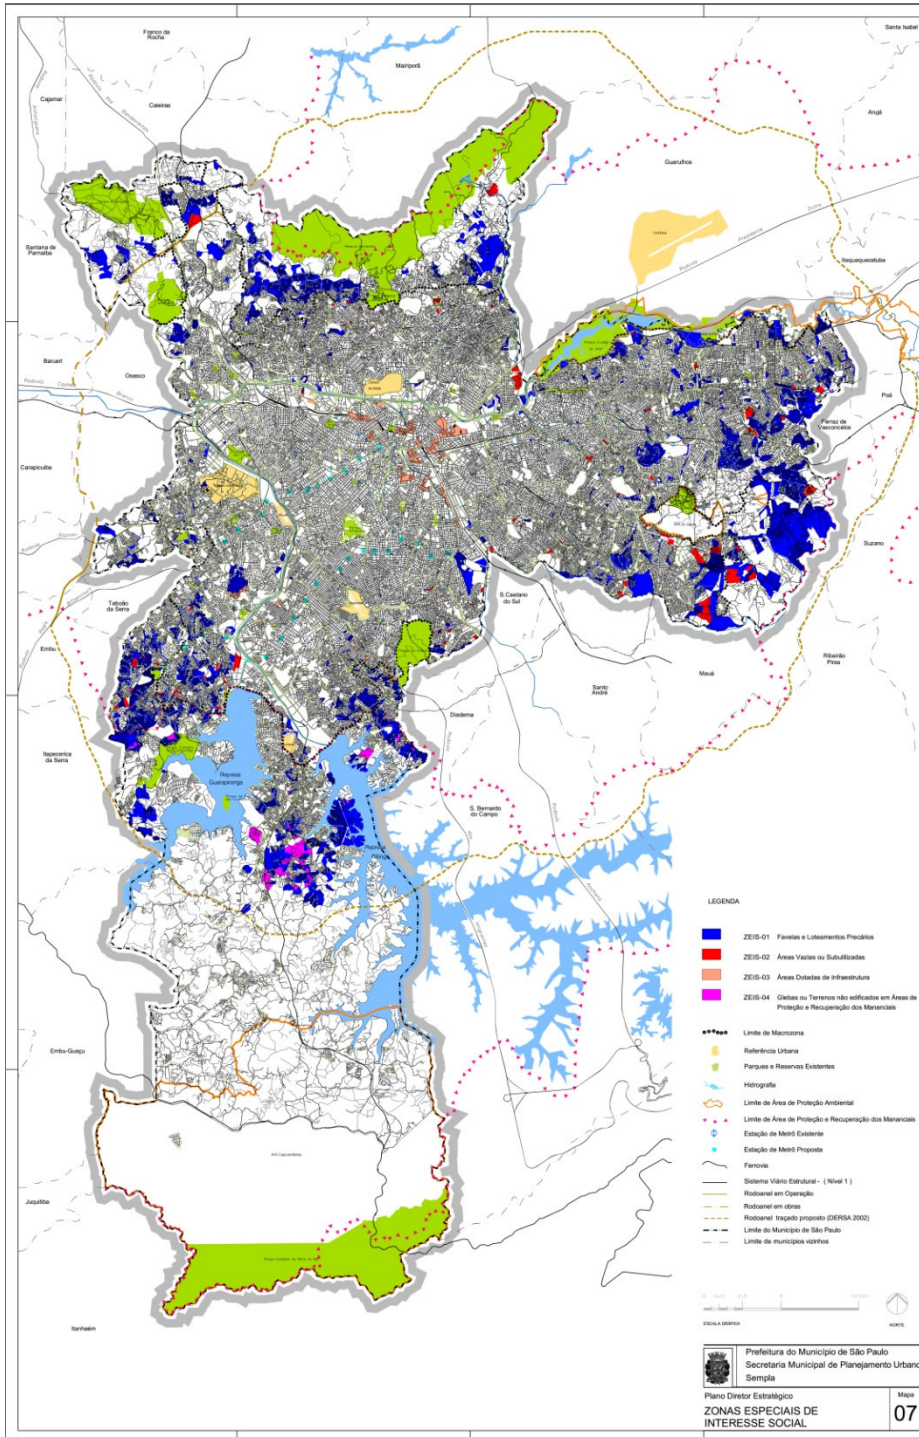 Franco da
Rocha
Santa Isabel
Mairiporã
Cajamar
Caieiras
Arujá
Guarulhos
Santana de
Parnaíba
Itaquaquecetuba
Barueri
Osasco
Poá
Ferraz de
Vasconcelos
Carapicuíba
Suzano
S.Caetano
do Sul
Taboão
da Serra
Embu
Ribeirão
Pires
Mauá
Santo
André
Diadema
Itapecerica
da Serra
Represa
Guarapiranga
S. Bernardo
do Campo
Represa
Billings
LEGENDA
ZEIS-01 Favelas e Loteamentos Precários
ZEIS-02 Áreas Vazias ou Subutilizadas
ZEIS-03 Áreas Dotadas de Infraestrutura
ZEIS-04 Glebas ou Terrenos não edificados em Áreas de
Proteção e Recuperação dos Mananciais
Limite de Macrozona
Referência Urbana
Parques e Reservas Existentes
Hidrografia
Limite de Área de Proteção Ambiental
Limite de Área de Proteção e Recuperação dos Mananciais
Estação de Metrô Existente
Estação de Metrô Proposta
Ferrovia
Sistema Viário Estrutural - ( Nível 1 )
Rodoanel em Operação
Rodoanel em obras
Rodoanel traçado proposto (DERSA 2002)
Limite do Município de São Paulo
Limite de municípios vizinhos
Embu-Guaçu
Juquitiba
Itanhaém
ESCALA GRÁFICA
NORTE
Prefeitura do Município de São Paulo
Secretaria Municipal de Planejamento Urbano
Sempla
Plano Diretor Estratégico
ZONAS ESPECIAIS DE
INTERESSE SOCIAL
Mapa
07